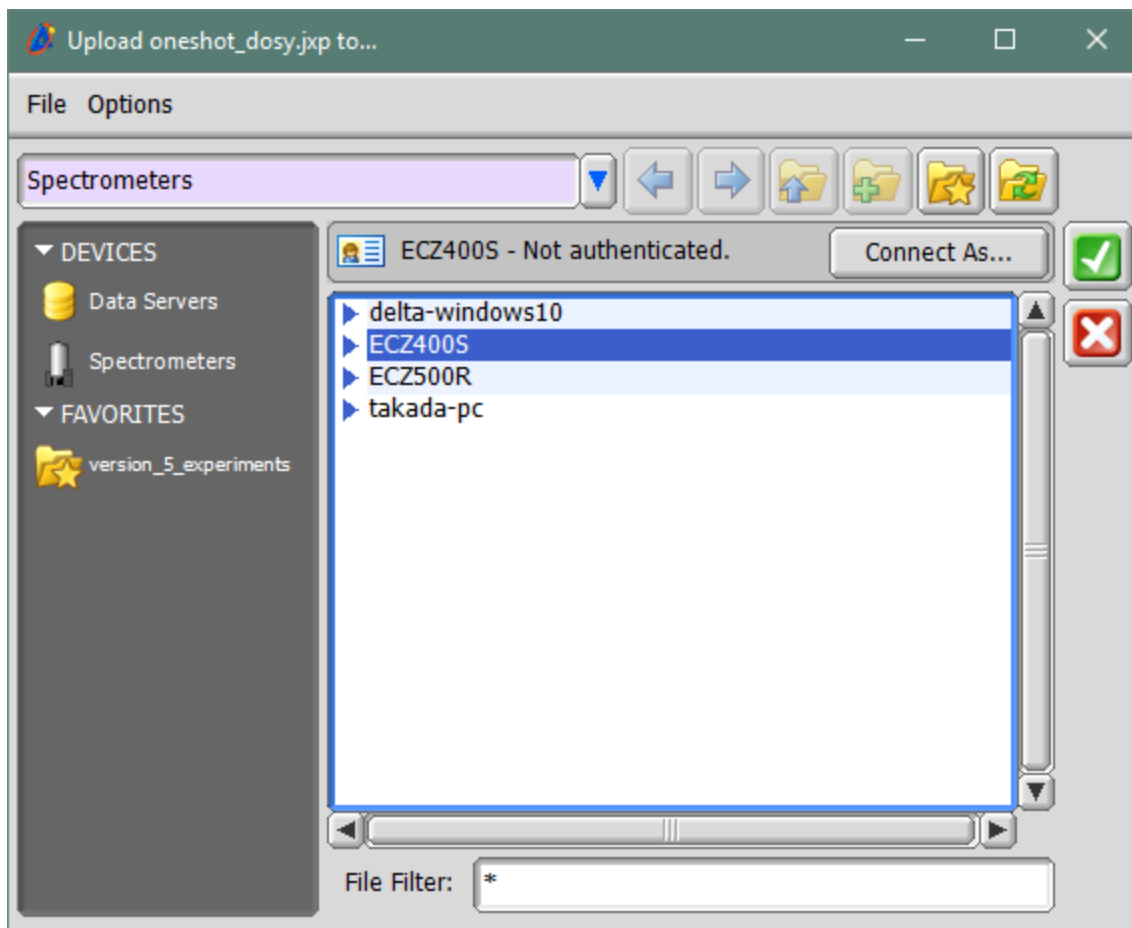 Upload oneshot_dosy.jxp to...
File Options
Spectrometers
DEVICES
Data Servers
Spectrometers
FAVORITES
version_5_experiments
ECZ400S - Not authenticated.
Connect As...
delta-windows10
ECZ400S
ECZ500R
takada-pc
File Filter:
*